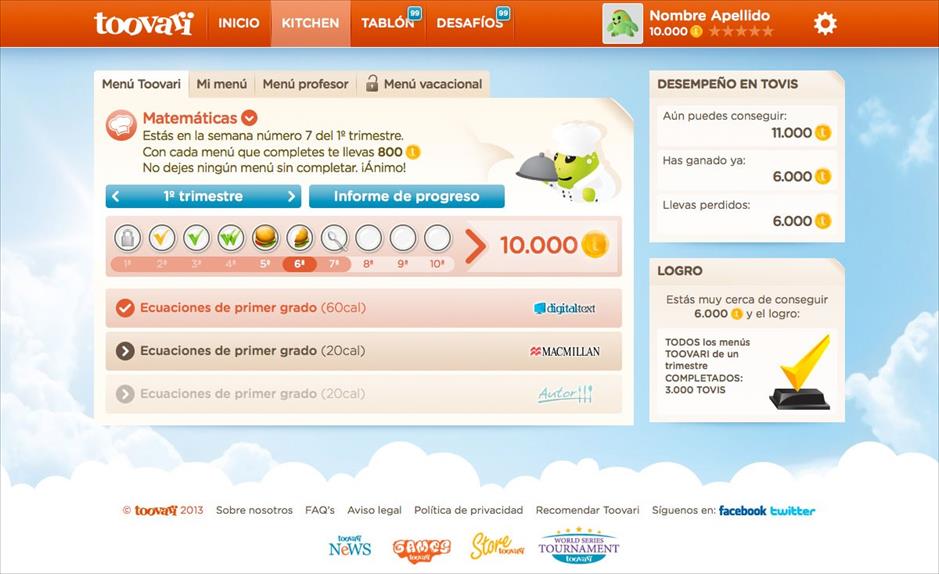 toovari
INICIO
KITCHEN
TABLÓN
99
DESAFÍOS
99
Nombre Apellido
10.000 t
Menú Toovari
Mi menú
Menú profesor
Menú vacacional
Matemáticas
Estás en la semana número 7 del 1º trimestre.
Con cada menú que completes te llevas 800 t
No dejes ningún menú sin completar. ¡Ánimo!
1º trimestre
Informe de progreso
1ª 2ª 3ª 4ª 5ª 6ª 7ª 8ª 9ª 10ª
10.000 t
Ecuaciones de primer grado (60cal)
digitaltext
Ecuaciones de primer grado (20cal)
MACMILLAN
Ecuaciones de primer grado (20cal)
Autor
DESEMPEÑO EN TOVIS
Aún puedes conseguir:
11.000 t
Has ganado ya:
6.000 t
Llevas perdidos:
6.000 t
LOGRO
Estás muy cerca de conseguir
6.000 t y el logro:
TODOS los menús
TOOVARI de un
trimestre
COMPLETADOS:
3.000 TOVIS
© toovari 2013
Sobre nosotros
FAQ's
Aviso legal
Política de privacidad
Recomendar Toovari
Síguenos en: facebook twitter
toovari
NeWS
GAMES
toovari
Store
toovari
WORLD SERIES
TOURNAMENT
toovari